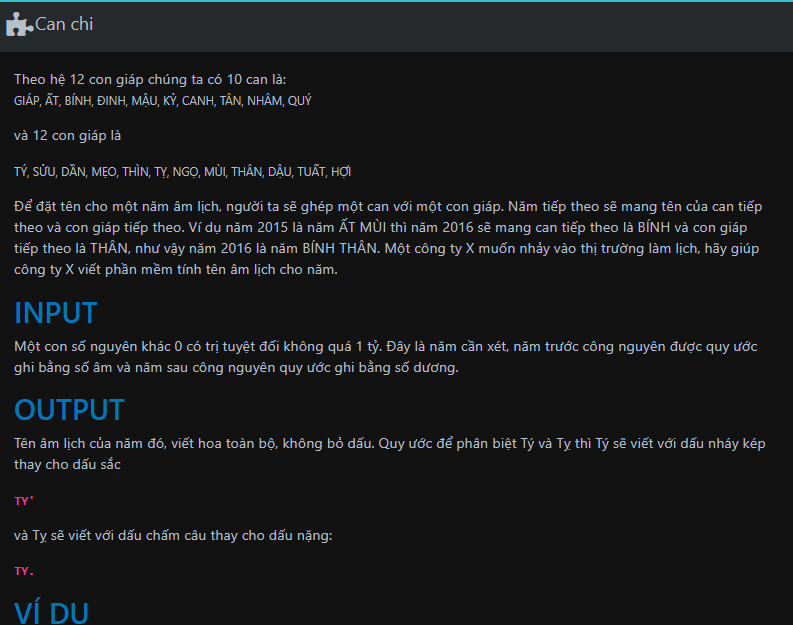 Can chi
Theo hệ 12 con giáp chúng ta có 10 can là:
GIÁP, ẤT, BÍNH, ĐINH, MẬU, KỶ, CANH, TÂN, NHÂM, QUÝ
và 12 con giáp là
TÝ, SỬU, DẦN, MẸO, THÌN, TỴ, NGỌ, MÙI, THÂN, DẬU, TUẤT, HỢI
Để đặt tên cho một năm âm lịch, người ta sẽ ghép một can với một con giáp. Năm tiếp theo sẽ mang tên của can tiếp
theo và con giáp tiếp theo. Ví dụ năm 2015 là năm ẤT MÙI thì năm 2016 sẽ mang can tiếp theo là BÍNH và con giáp
tiếp theo là THÂN, như vậy năm 2016 là năm BÍNH THÂN. Một công ty X muốn nhảy vào thị trường làm lịch, hãy giúp
công ty X viết phần mềm tính tên âm lịch cho năm.
INPUT
Một con số nguyên khác 0 có trị tuyệt đối không quá 1 tỷ. Đây là năm cần xét, năm trước công nguyên được quy ước
ghi bằng số âm và năm sau công nguyên quy ước ghi bằng số dương.
OUTPUT
Tên âm lịch của năm đó, viết hoa toàn bộ, không bỏ dấu. Quy ước để phân biệt Tý và Tỵ thì Tý sẽ viết với dấu nháy kép
thay cho dấu sắc
TY'
và Tỵ sẽ viết với dấu chấm câu thay cho dấu nặng:
TY.
VÍ DỤ